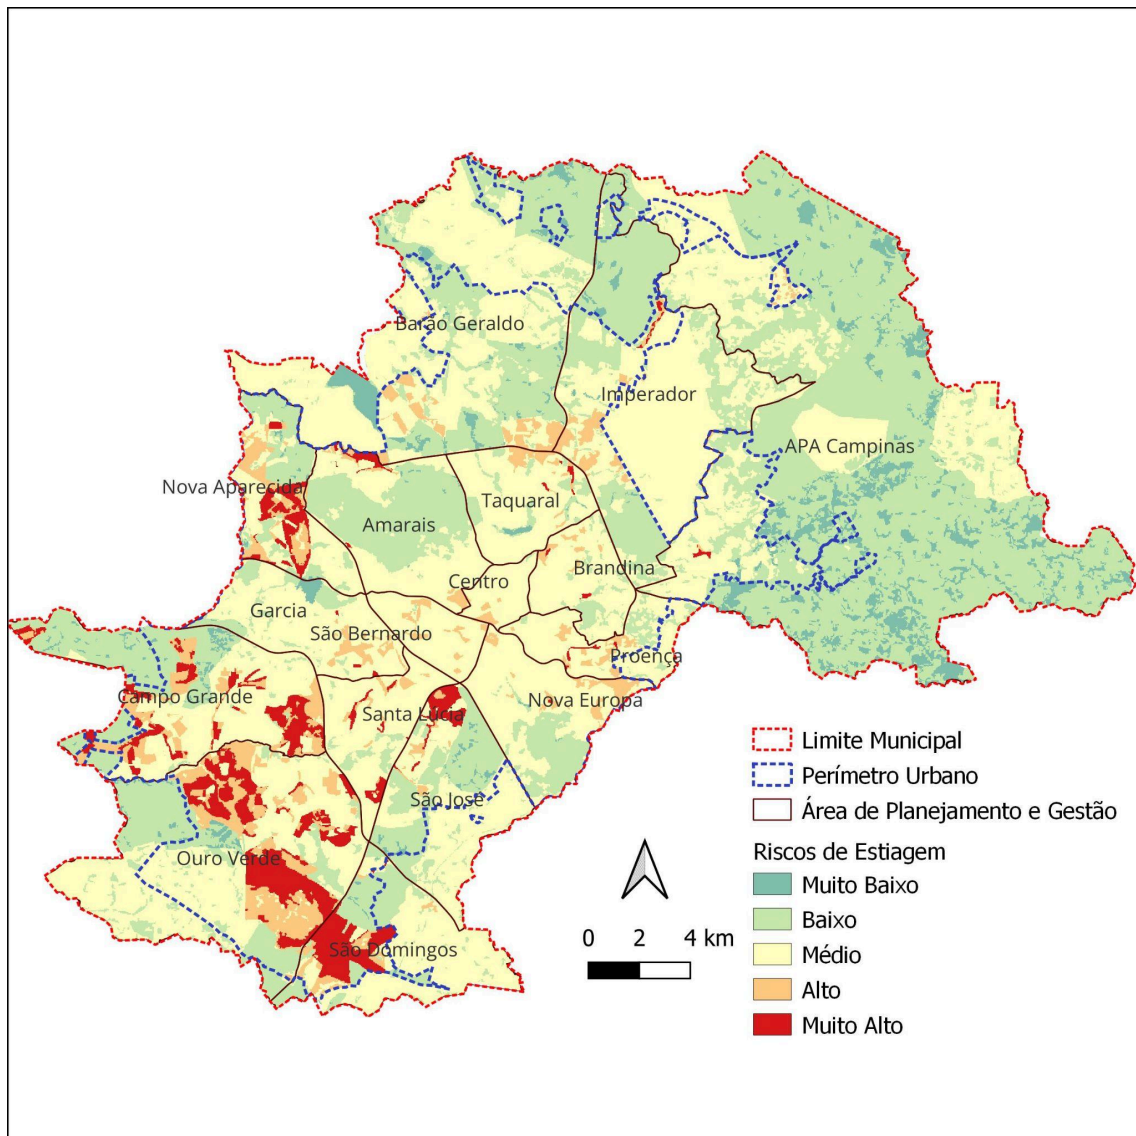 Barão Geraldo
Imperador
APA Campinas
Nova Aparecida
Taquaral
Amarais
Brandina
Centro
Garcia
São Bernardo
Proença
Campo Grande
Nova Europa
Santa Lúcia
São José
Ouro Verde
São Domingos
Limite Municipal
Perímetro Urbano
Área de Planejamento e Gestão
Riscos de Estiagem
Muito Baixo
Baixo
Médio
Alto
Muito Alto
0 2 4 km